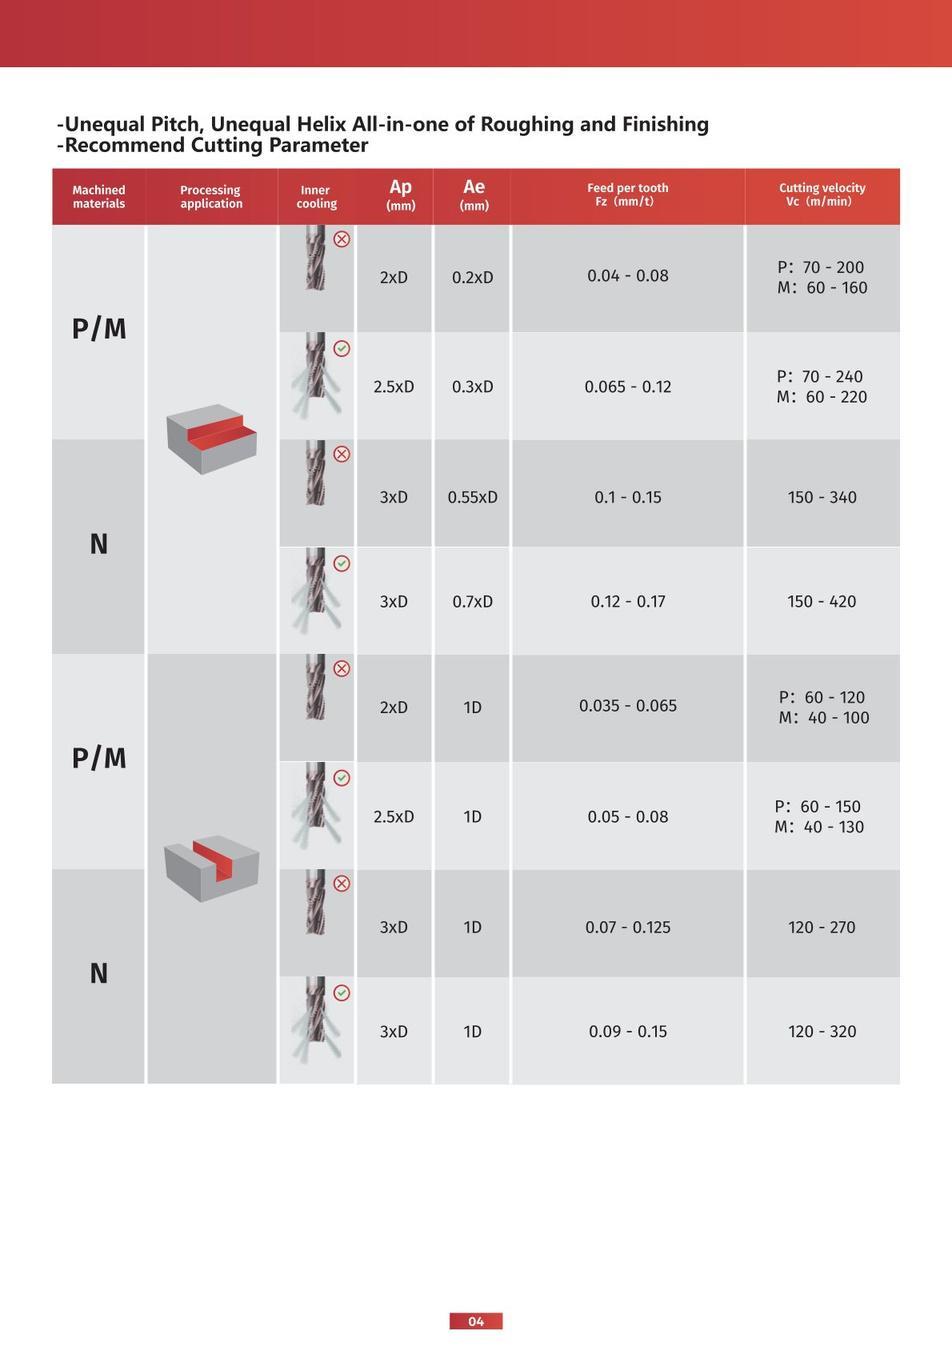 -Unequal Pitch, Unequal Helix All-in-one of Roughing and Finishing
-Recommend Cutting Parameter
Machined materials
Processing application
Inner cooling
Ap (mm)
Ae (mm)
Feed per tooth Fz（mm/t）
Cutting velocity Vc（m/min）
P/M
2xD
0.2xD
0.04 - 0.08
P：70 - 200
M：60 - 160
2.5xD
0.3xD
0.065 - 0.12
P：70 - 240
M：60 - 220
N
3xD
0.55xD
0.1 - 0.15
150 - 340
3xD
0.7xD
0.12 - 0.17
150 - 420
P/M
2xD
1D
0.035 - 0.065
P：60 - 120
M：40 - 100
2.5xD
1D
0.05 - 0.08
P：60 - 150
M：40 - 130
N
3xD
1D
0.07 - 0.125
120 - 270
3xD
1D
0.09 - 0.15
120 - 320
04